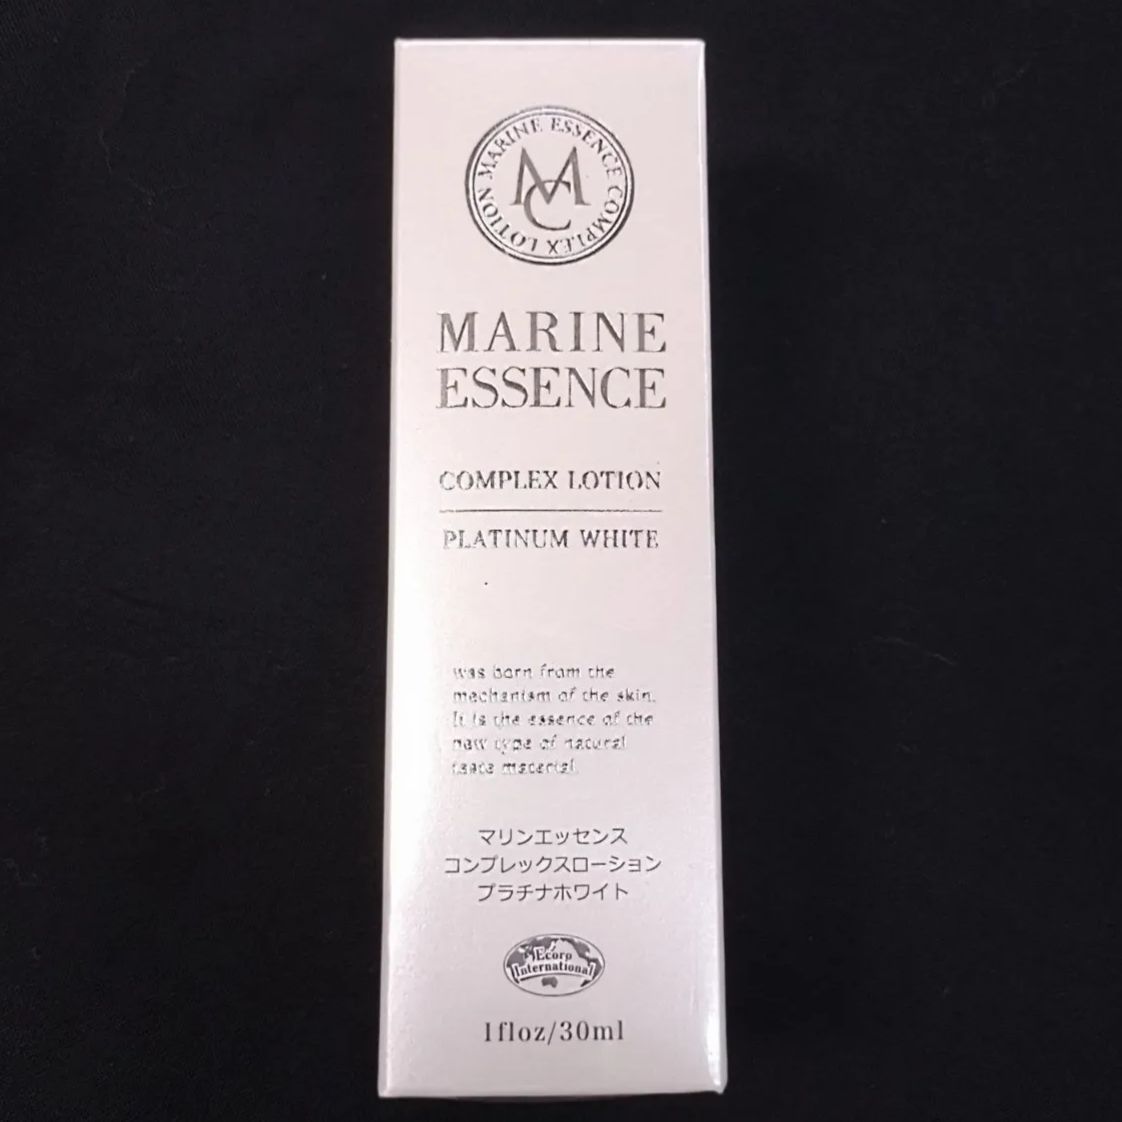 MARINE ESSENCE COMPLEX LOTION
MC
MARINE
ESSENCE
COMPLEX LOTION
PLATINUM WHITE
was born from the
mechanism of the skin.
It is the essence of the
new type of natural
taste material.
マリンエッセンス
コンプレックスローション
プラチナホワイト
Ecorp
International
1floz/30ml